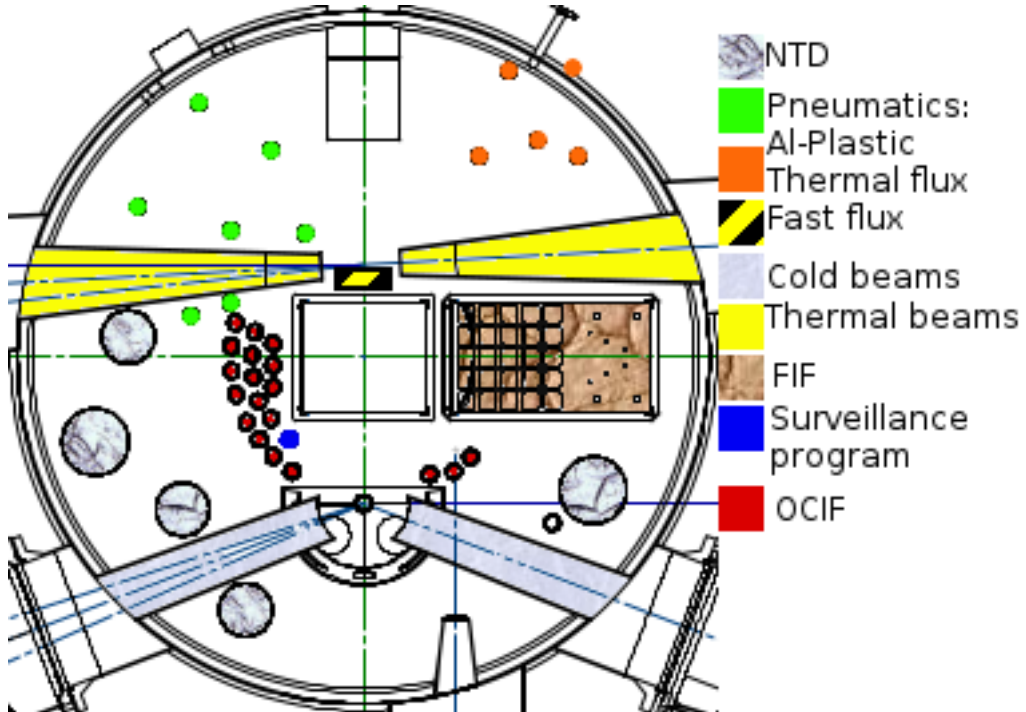 NTD
Pneumatics:
Al-Plastic
Thermal flux
Fast flux
Cold beams
Thermal beams
FIF
Surveillance
program
OCIF